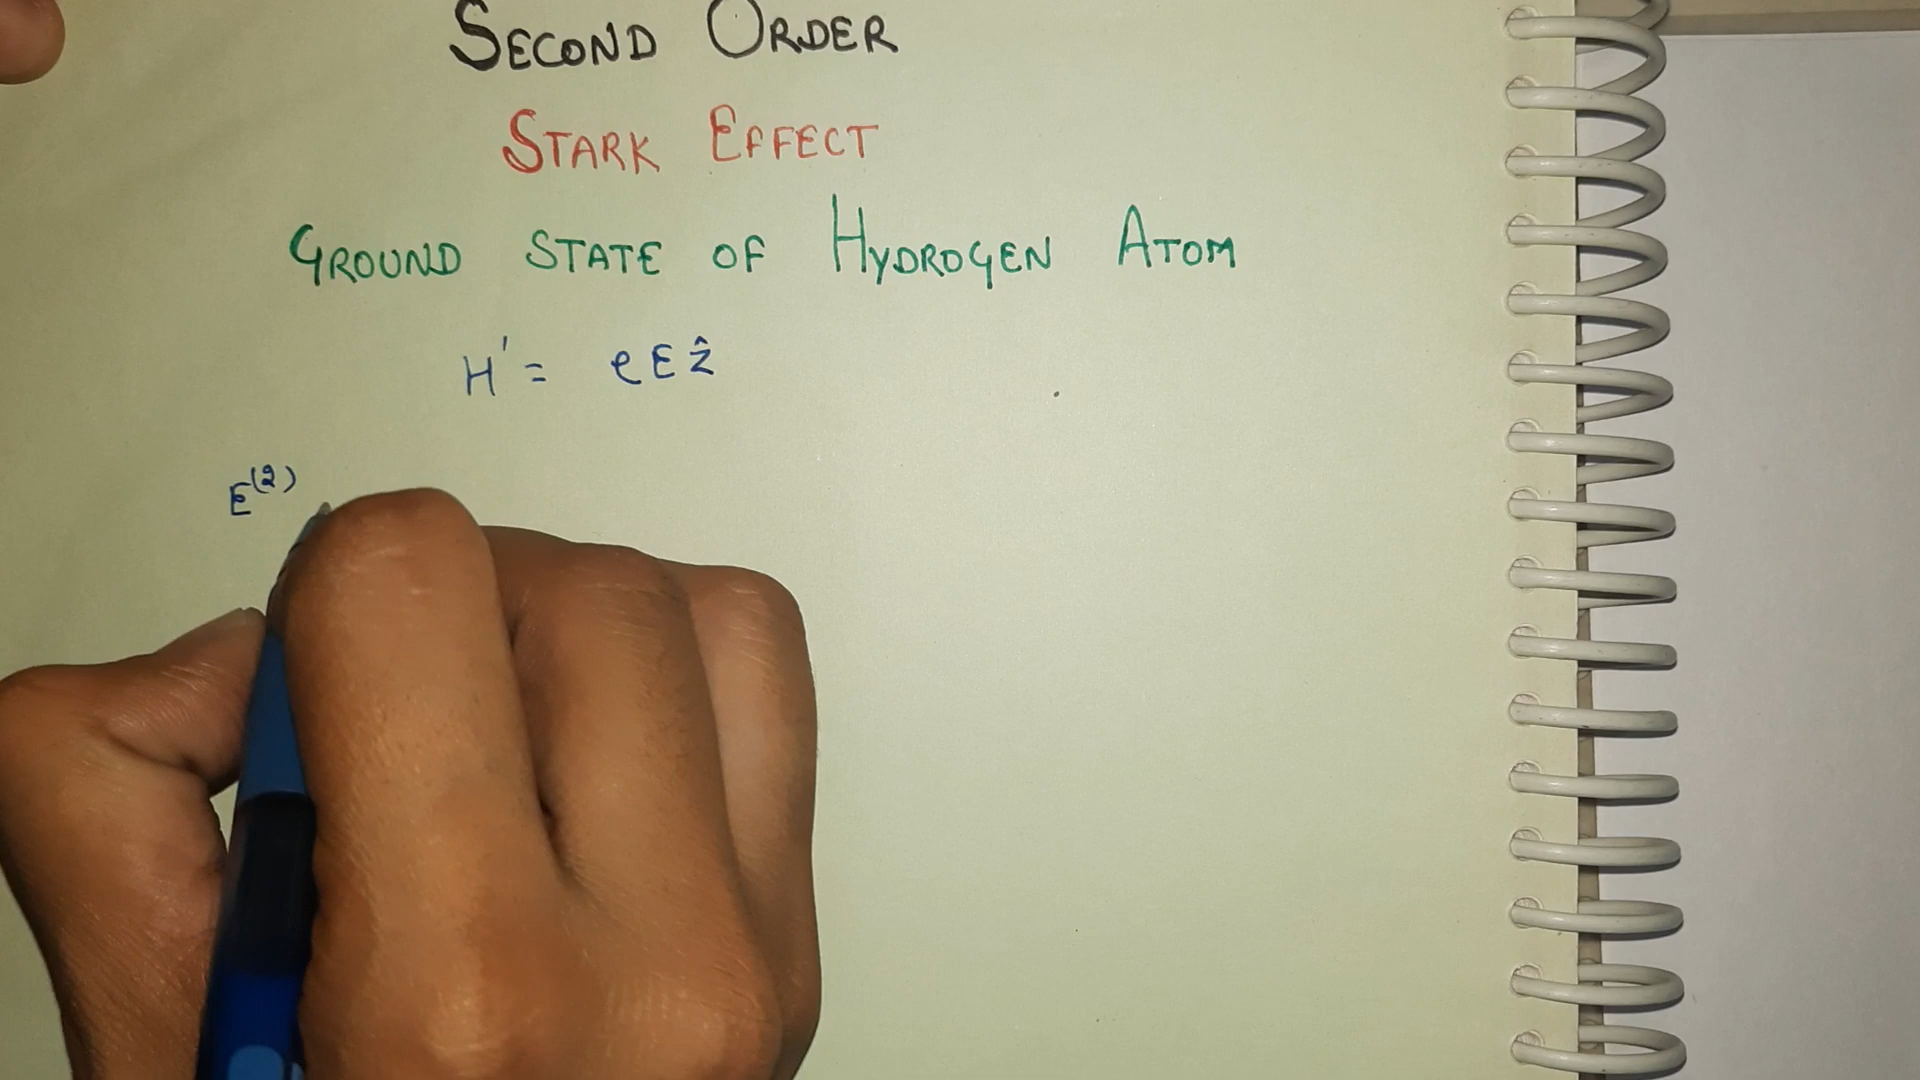 SECOND ORDER
STARK EFFECT
GROUND STATE OF HYDROGEN ATOM
H' = eEẑ
E⁽²⁾